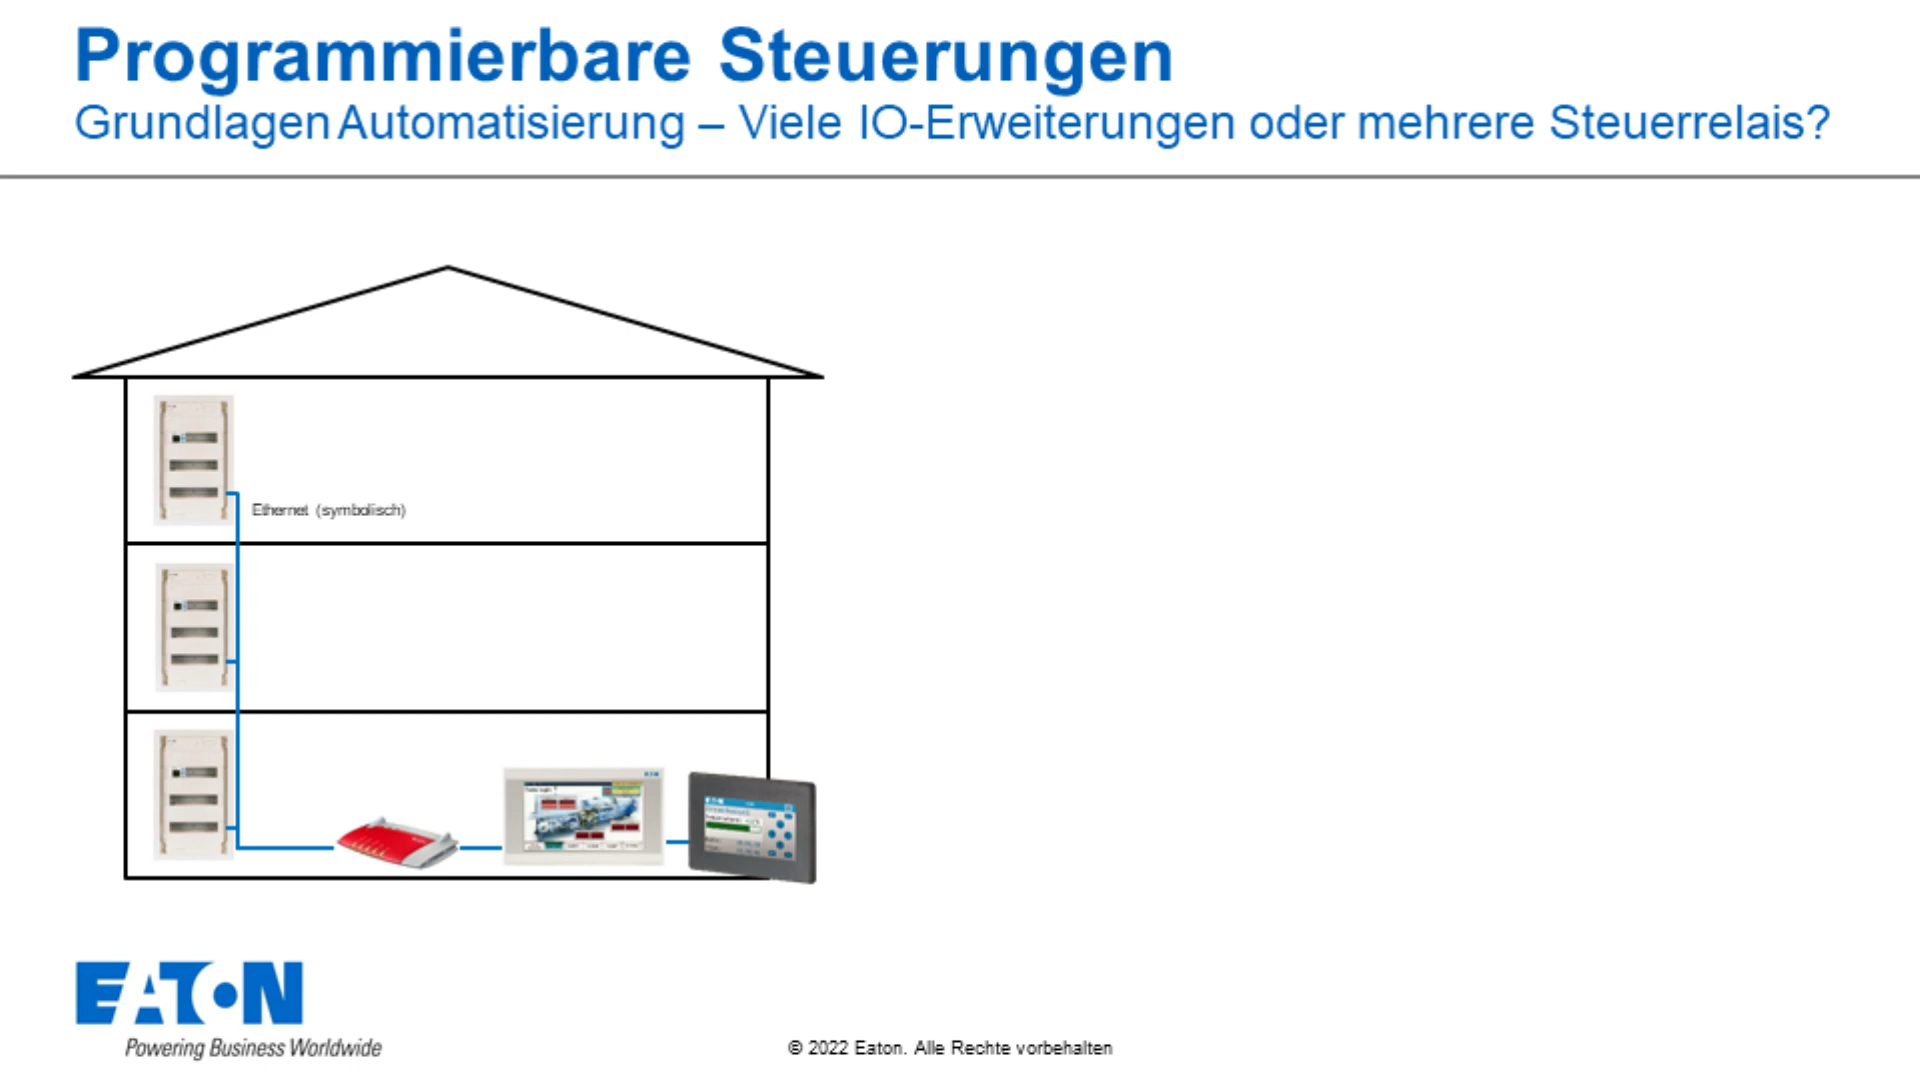 Programmierbare Steuerungen
Grundlagen Automatisierung – Viele IO-Erweiterungen oder mehrere Steuerrelais?
Ethernet (symbolisch)
EATON
EATON
Powering Business Worldwide
© 2022 Eaton. Alle Rechte vorbehalten